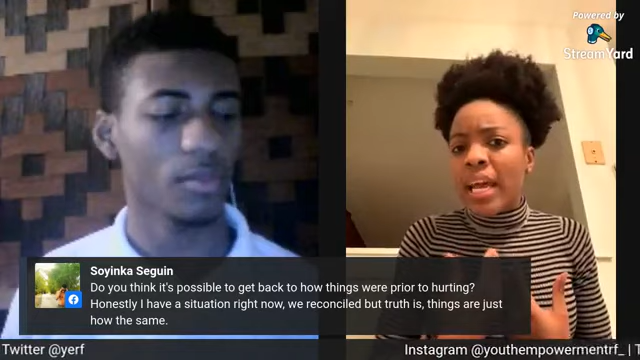 Powered by
StreamYard
Soyinka Seguin
Do you think it's possible to get back to how things were prior to hurting?
Honestly I have a situation right now, we reconciled but truth is, things are just
how the same.
Twitter @yerf
Instagram @youthempowermentrf_ | T